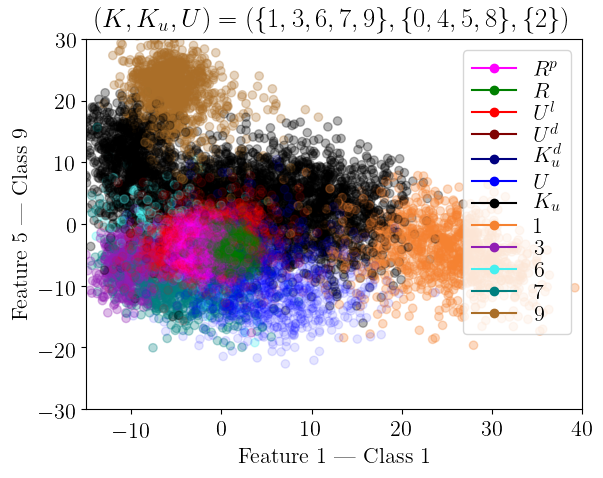 (K, K_u, U) = ({1, 3, 6, 7, 9}, {0, 4, 5, 8}, {2})
30
20
10
0
−10
−20
−30
Feature 5 — Class 9
R^p
R
U^l
U^d
K_u^d
U
K_u
1
3
6
7
9
−10
0
10
20
30
40
Feature 1 — Class 1